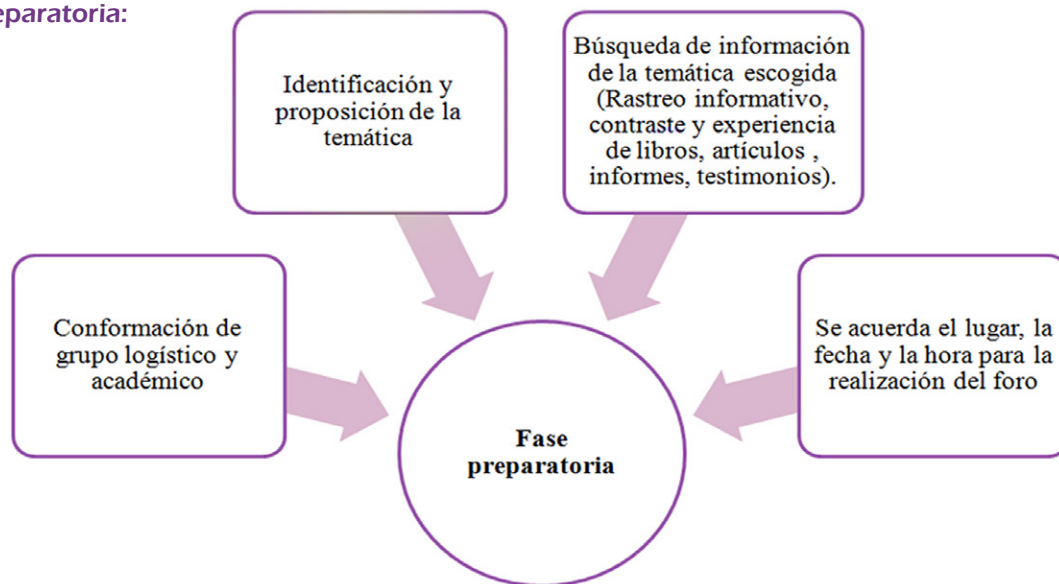 eparatoria:
Identificación y
proposición de la
temática
Búsqueda de información
de la temática escogida
(Rastreo informativo,
contraste y experiencia
de libros, artículos ,
informes, testimonios).
Conformación de
grupo logístico y
académico
Se acuerda el lugar, la
fecha y la hora para la
realización del foro
Fase
preparatoria